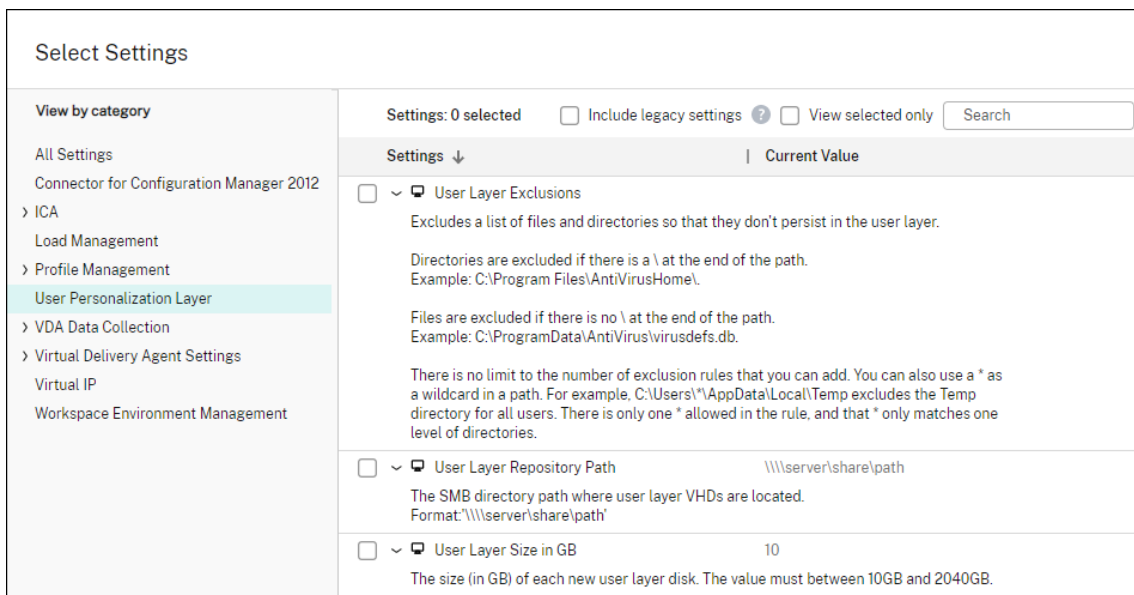 Select Settings
View by category
All Settings
Connector for Configuration Manager 2012
ICA
Load Management
Profile Management
User Personalization Layer
VDA Data Collection
Virtual Delivery Agent Settings
Virtual IP
Workspace Environment Management
Settings: 0 selected Include legacy settings ? View selected only Search
Settings ↓ | Current Value
User Layer Exclusions
Excludes a list of files and directories so that they don't persist in the user layer.
Directories are excluded if there is a \ at the end of the path.
Example: C:\Program Files\AntiVirusHome\.
Files are excluded if there is no \ at the end of the path.
Example: C:\ProgramData\AntiVirus\virusdefs.db.
There is no limit to the number of exclusion rules that you can add. You can also use a * as
a wildcard in a path. For example, C:\Users\*\AppData\Local\Temp excludes the Temp
directory for all users. There is only one * allowed in the rule, and that * only matches one
level of directories.
User Layer Repository Path \\\\server\share\path
The SMB directory path where user layer VHDs are located.
Format:'\\\\server\share\path'
User Layer Size in GB 10
The size (in GB) of each new user layer disk. The value must between 10GB and 2040GB.